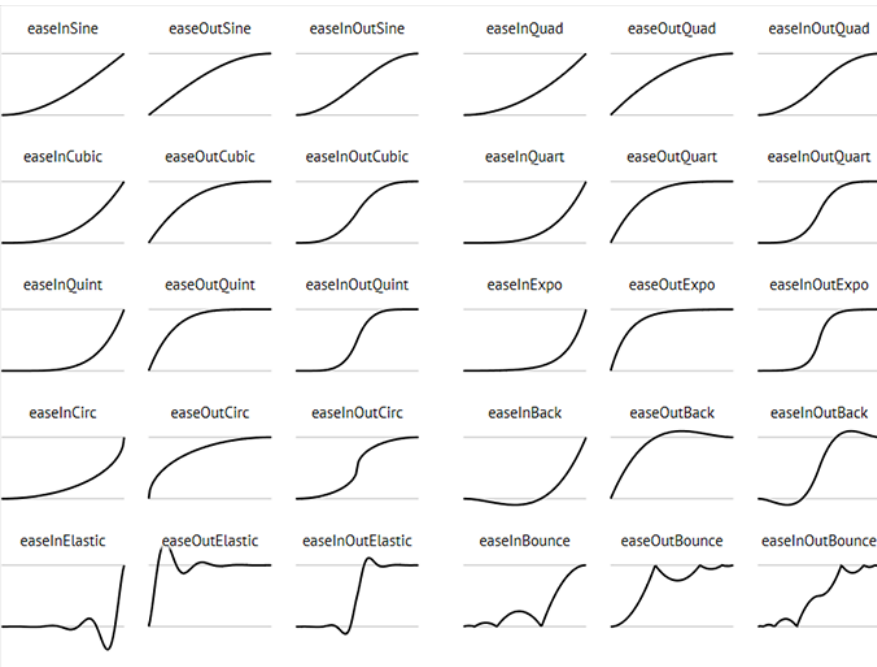 easeInSine easeOutSine easeInOutSine easeInQuad easeOutQuad easeInOutQuad
easeInCubic easeOutCubic easeInOutCubic easeInQuart easeOutQuart easeInOutQuart
easeInQuint easeOutQuint easeInOutQuint easeInExpo easeOutExpo easeInOutExpo
easeInCirc easeOutCirc easeInOutCirc easeInBack easeOutBack easeInOutBack
easeInElastic easeOutElastic easeInOutElastic easeInBounce easeOutBounce easeInOutBounce